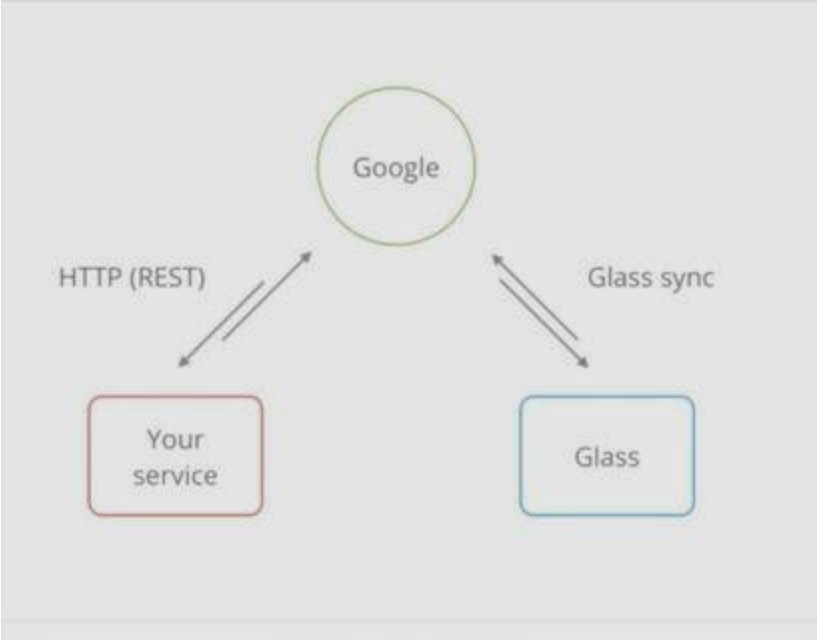 Google
HTTP (REST)
Glass sync
Your
service
Glass